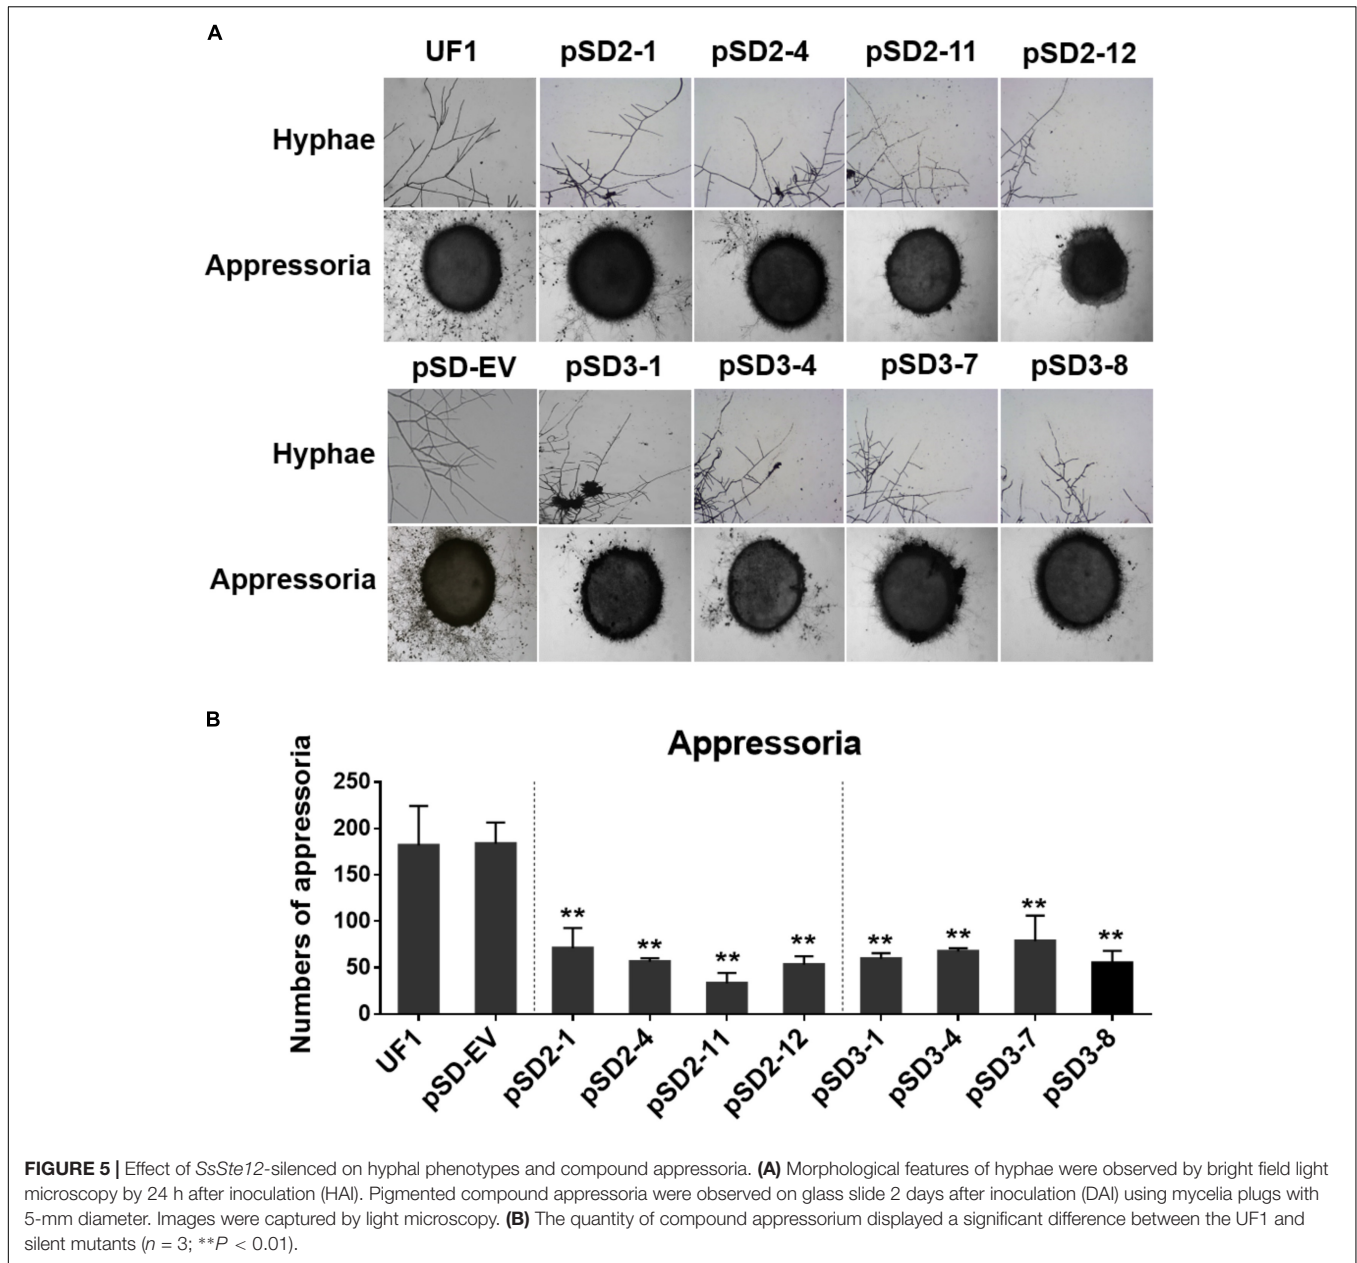 A
UF1 pSD2-1 pSD2-4 pSD2-11 pSD2-12
Hyphae
Appressoria
pSD-EV pSD3-1 pSD3-4 pSD3-7 pSD3-8
Hyphae
Appressoria
B
Appressoria
Numbers of appressoria
250
200
150
100
50
0
** ** ** ** ** ** ** **
UF1 pSD-EV pSD2-1 pSD2-4 pSD2-11 pSD2-12 pSD3-1 pSD3-4 pSD3-7 pSD3-8
FIGURE 5 | Effect of SsSte12-silenced on hyphal phenotypes and compound appressoria. (A) Morphological features of hyphae were observed by bright field light
microscopy by 24 h after inoculation (HAI). Pigmented compound appressoria were observed on glass slide 2 days after inoculation (DAI) using mycelia plugs with
5-mm diameter. Images were captured by light microscopy. (B) The quantity of compound appressorium displayed a significant difference between the UF1 and
silent mutants (n = 3; **P < 0.01).